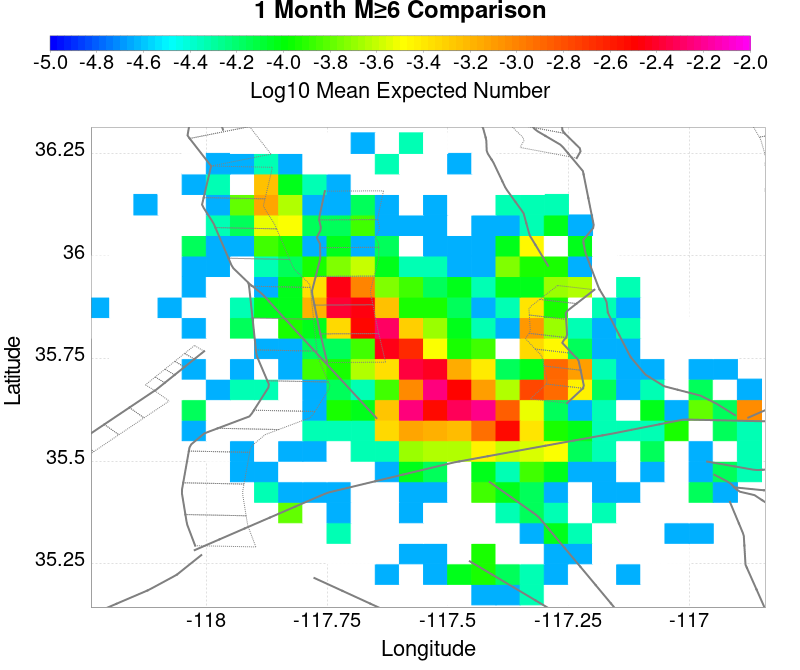 1 Month M≥6 Comparison
-5.0 -4.8 -4.6 -4.4 -4.2 -4.0 -3.8 -3.6 -3.4 -3.2 -3.0 -2.8 -2.6 -2.4 -2.2 -2.0
Log10 Mean Expected Number
36.25
36
35.75
35.5
35.25
Latitude
-118 -117.75 -117.5 -117.25 -117
Longitude